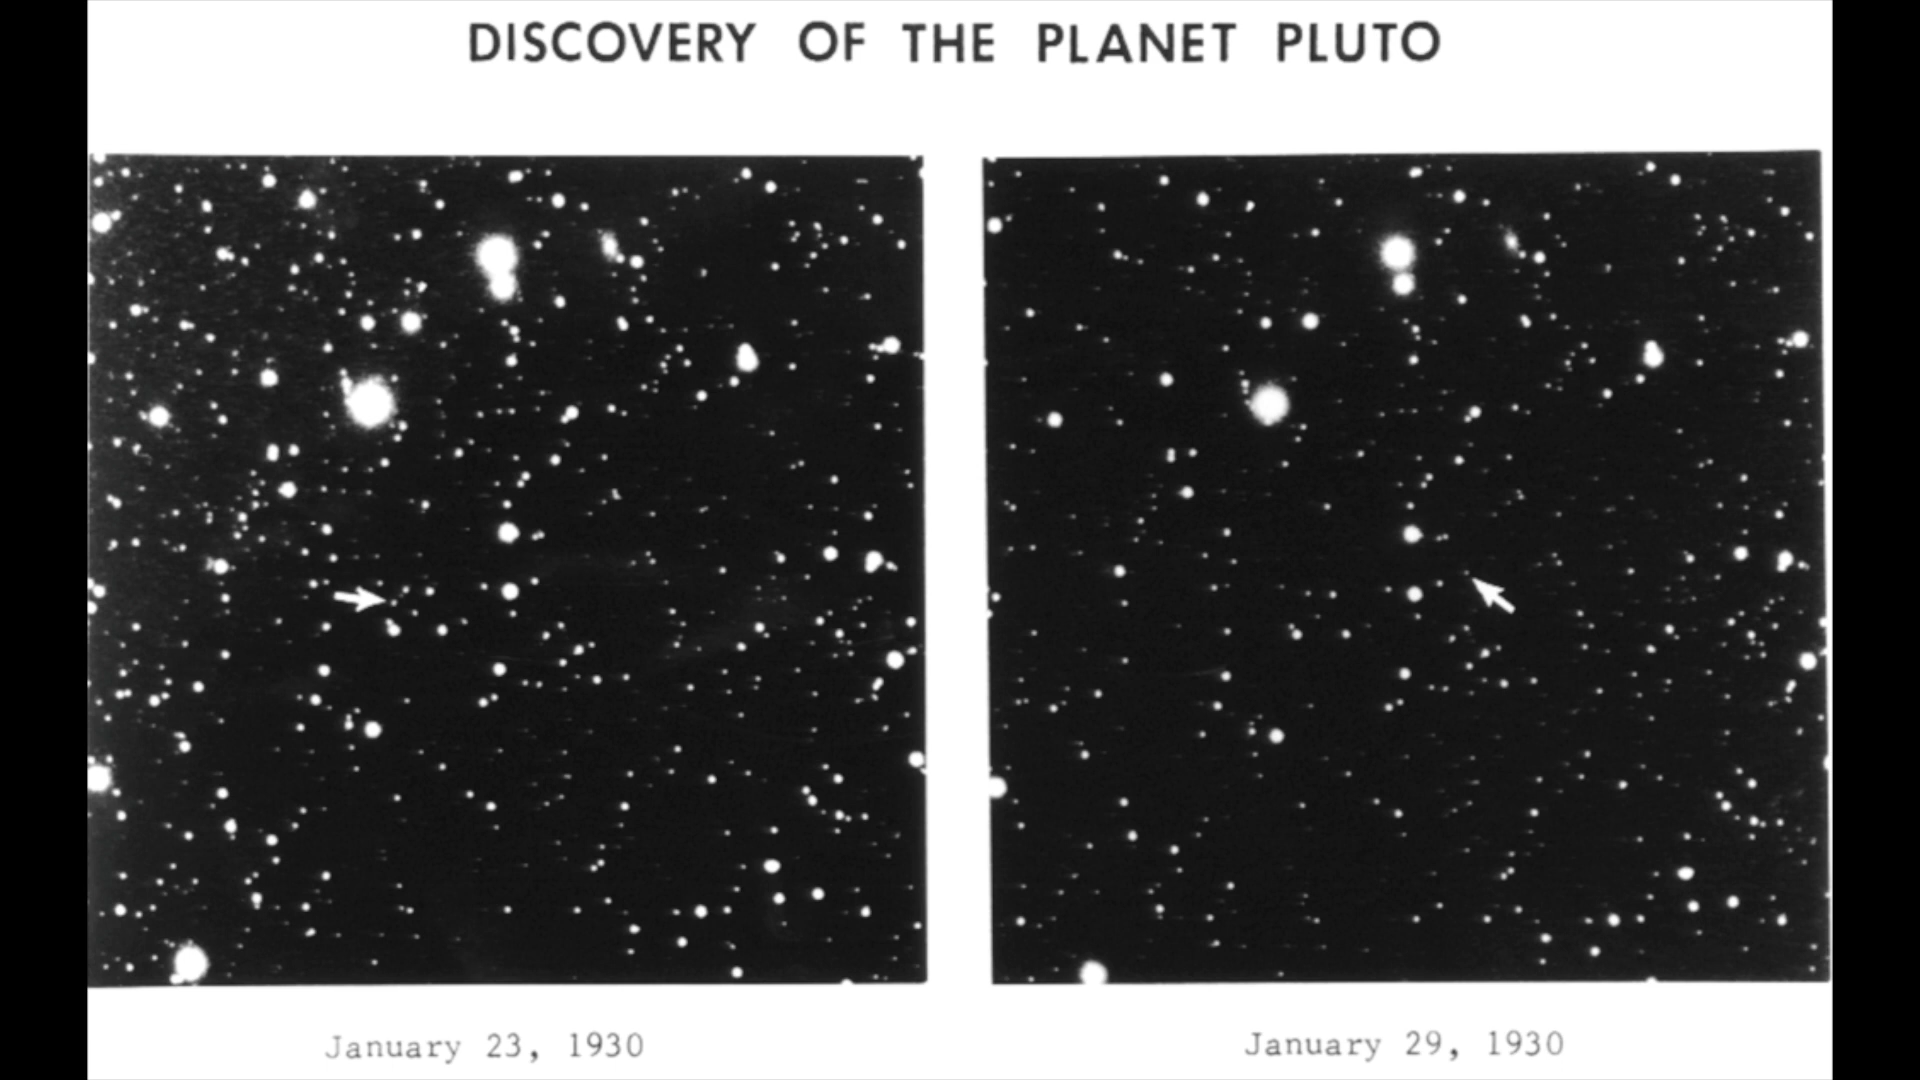 DISCOVERY OF THE PLANET PLUTO
January 23, 1930
January 29, 1930